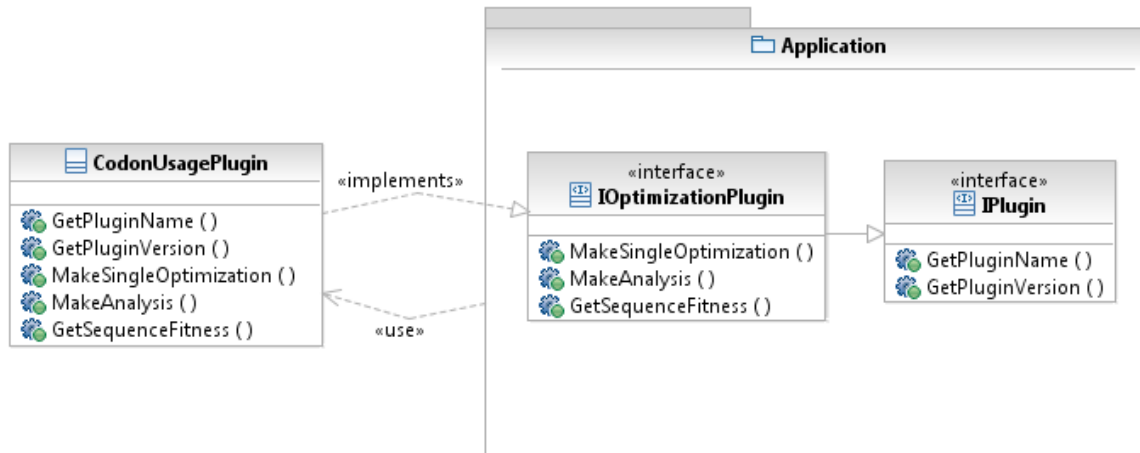 Application
CodonUsagePlugin
GetPluginName ( )
GetPluginVersion ( )
MakeSingleOptimization ( )
MakeAnalysis ( )
GetSequenceFitness ( )
«implements»
«use»
«interface»
IOptimizationPlugin
MakeSingleOptimization ( )
MakeAnalysis ( )
GetSequenceFitness ( )
«interface»
IPlugin
GetPluginName ( )
GetPluginVersion ( )